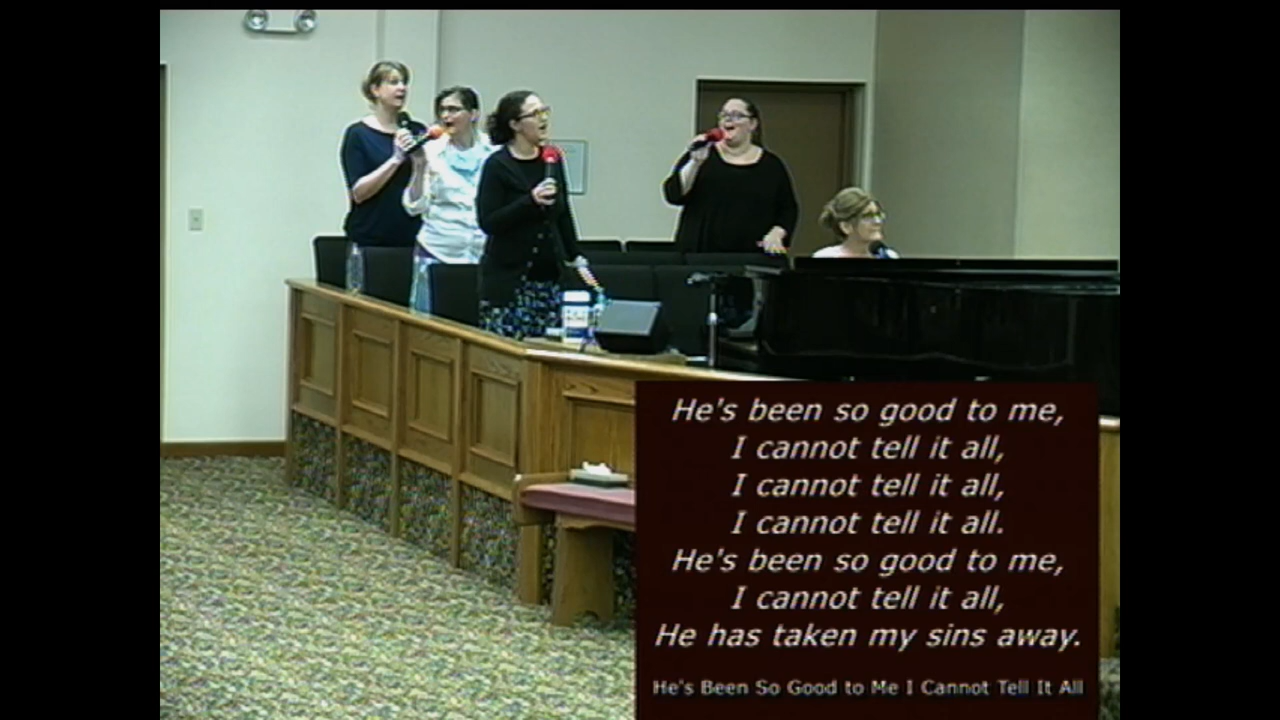 He's been so good to me,
I cannot tell it all,
I cannot tell it all,
I cannot tell it all.
He's been so good to me,
I cannot tell it all,
He has taken my sins away.
He's Been So Good to Me I Cannot Tell It All